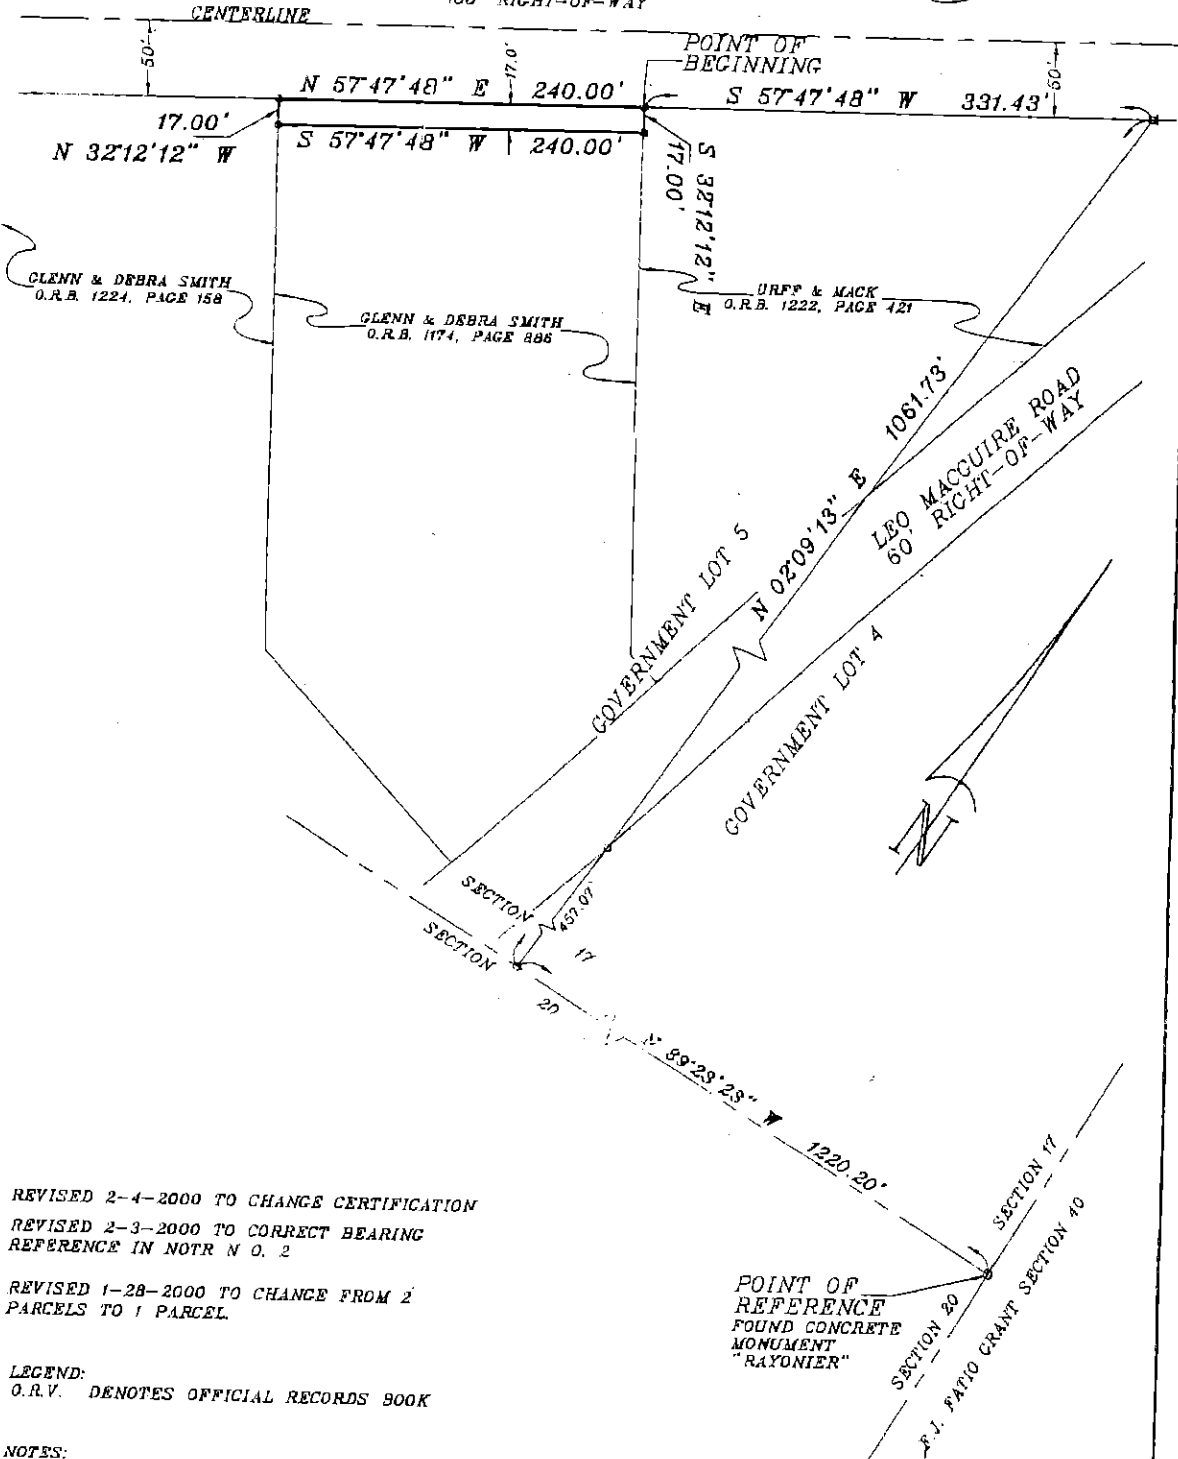 RIGHT-OF-WAY
CENTERLINE
50'
17.0'
POINT OF
BEGINNING
50'
N 57°47'48" E 240.00'
S 57°47'48" W 331.43'
17.00'
N 32°12'12" W
S 57°47'48" W 240.00'
S 32°12'12" E
17.00'
GLENN & DEBRA SMITH
O.R.B. 1224, PAGE 158
GLENN & DEBRA SMITH
O.R.B. 1174, PAGE 886
URFF & MACK
O.R.B. 1222, PAGE 421
N 02°09'13" E 1061.73'
LEO MACGUIRE ROAD
60' RIGHT-OF-WAY
GOVERNMENT LOT 5
GOVERNMENT LOT 4
N
SECTION 17
SECTION 20
457.07'
N 89°23'23" W 1220.20'
SECTION 17
SECTION 20
F.J. FATIO GRANT SECTION 40
POINT OF
REFERENCE
FOUND CONCRETE
MONUMENT
"RAYONIER"
REVISED 2-4-2000 TO CHANGE CERTIFICATION
REVISED 2-3-2000 TO CORRECT BEARING
REFERENCE IN NOTR N O. 2
REVISED 1-28-2000 TO CHANGE FROM 2
PARCELS TO 1 PARCEL.
LEGEND:
O.R.V. DENOTES OFFICIAL RECORDS BOOK
NOTES: